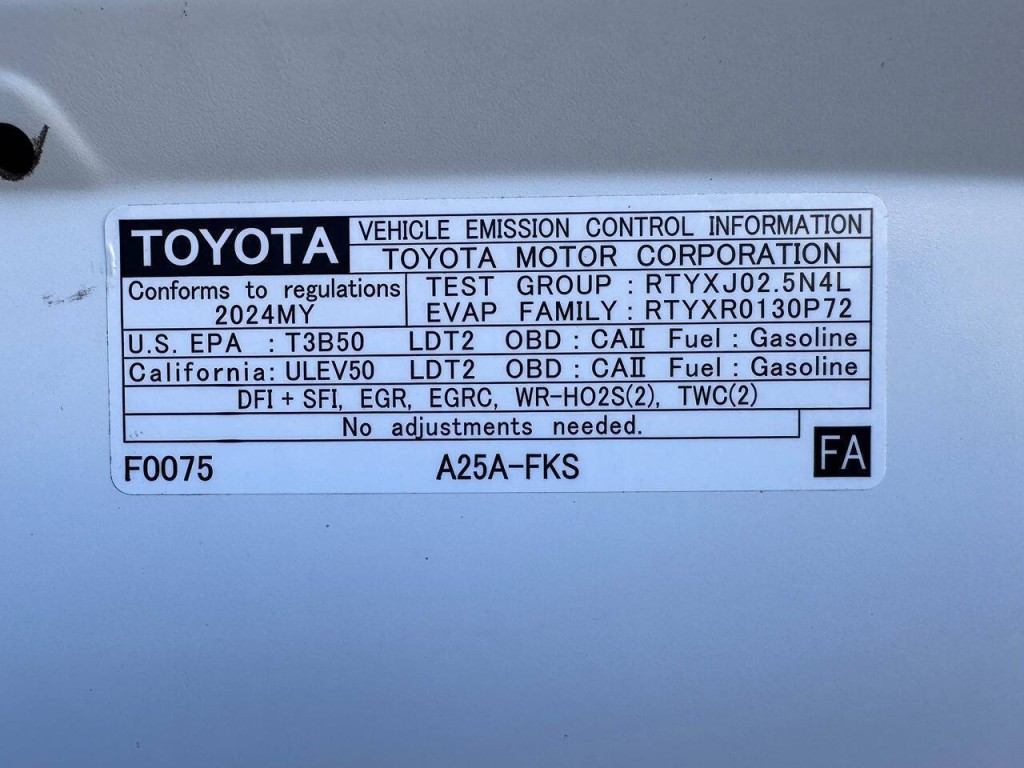 TOYOTA
VEHICLE EMISSION CONTROL INFORMATION
TOYOTA MOTOR CORPORATION
Conforms to regulations
2024MY
TEST GROUP : RTYXJ02.5N4L
EVAP FAMILY : RTYXR0130P72
U.S. EPA : T3B50 LDT2 OBD : CAⅡ Fuel : Gasoline
California: ULEV50 LDT2 OBD : CAⅡ Fuel : Gasoline
DFI + SFI, EGR, EGRC, WR-HO2S(2), TWC(2)
No adjustments needed.
F0075 A25A-FKS FA